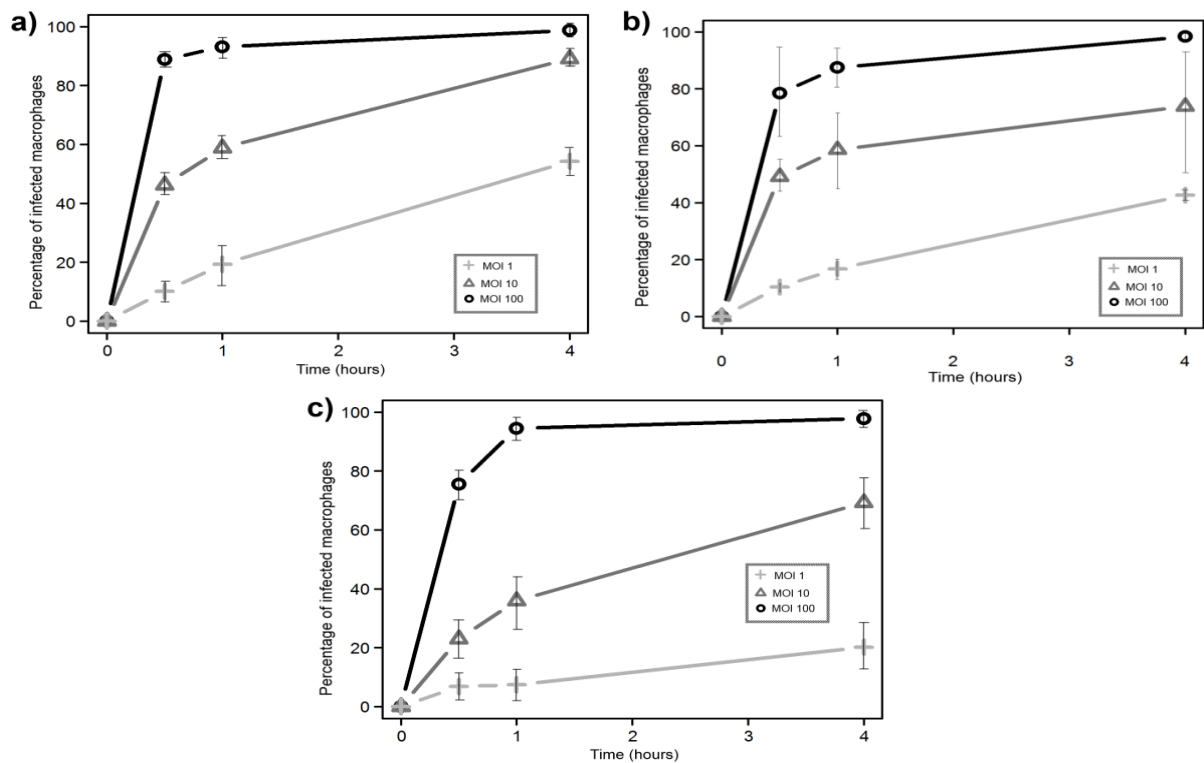 a)
Percentage of infected macrophages
100
80
60
40
20
0
MOI 1
MOI 10
MOI 100
0 1 2 3 4
Time (hours)
b)
Percentage of infected macrophages
100
80
60
40
20
0
MOI 1
MOI 10
MOI 100
0 1 2 3 4
Time (hours)
c)
Percentage of infected macrophages
100
80
60
40
20
0
MOI 1
MOI 10
MOI 100
0 1 2 3 4
Time (hours)